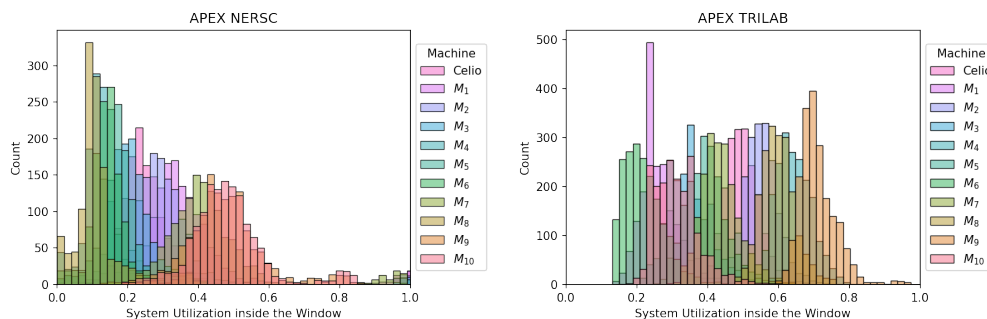 APEX NERSC
Count
300
250
200
150
100
50
0
0.0 0.2 0.4 0.6 0.8 1.0
System Utilization inside the Window
Machine
Celio
M1
M2
M3
M4
M5
M6
M7
M8
M9
M10
APEX TRILAB
Count
500
400
300
200
100
0
0.0 0.2 0.4 0.6 0.8 1.0
System Utilization inside the Window
Machine
Celio
M1
M2
M3
M4
M5
M6
M7
M8
M9
M10